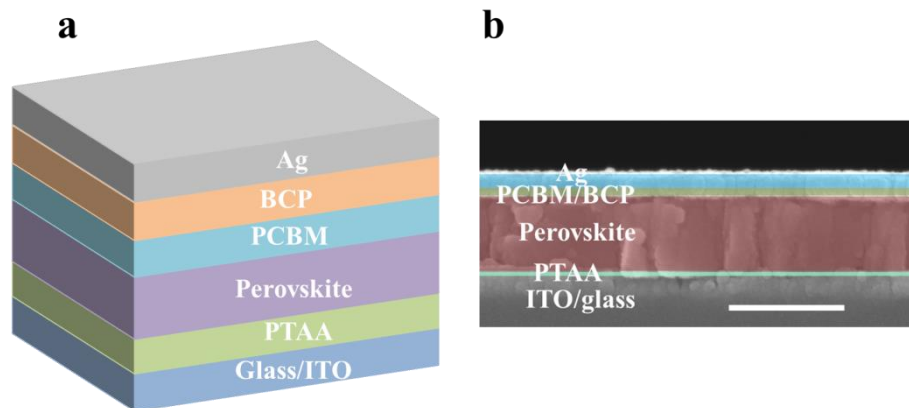 a
Ag
BCP
PCBM
Perovskite
PTAA
Glass/ITO
b
Ag
PCBM/BCP
Perovskite
PTAA
ITO/glass